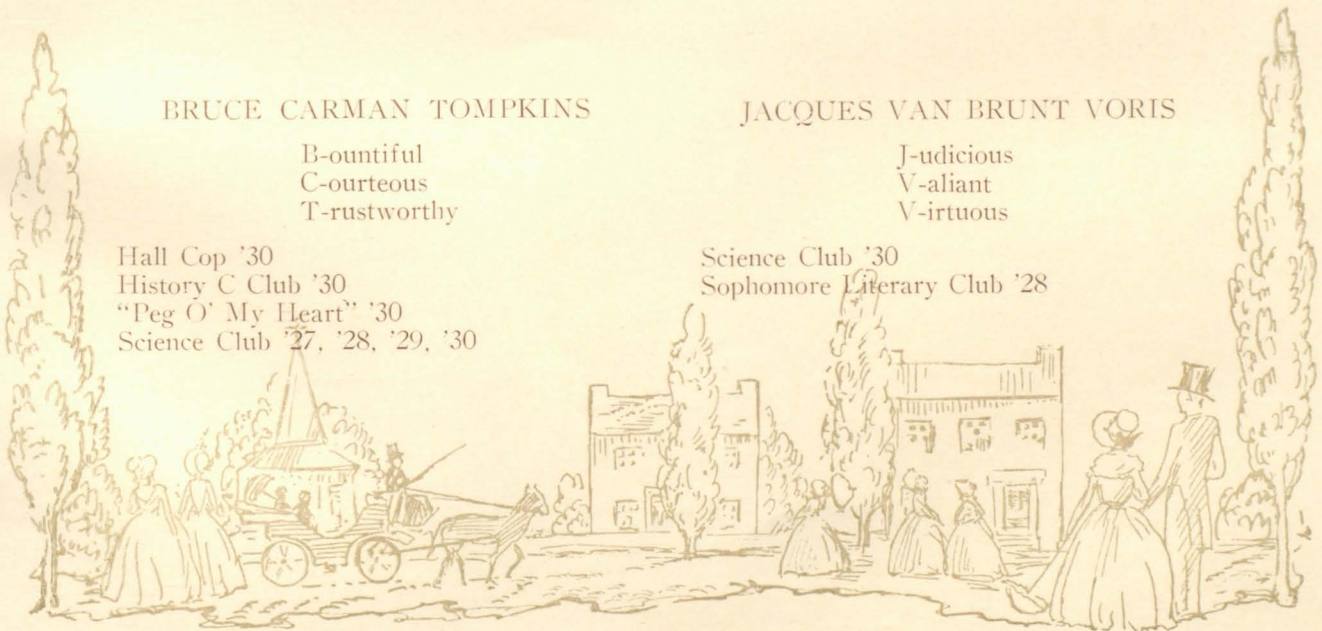 BRUCE CARMAN TOMPKINS
B-ountiful
C-ourteous
T-rustworthy
Hall Cop '30
History C Club '30
“Peg O' My Heart” '30
Science Club '27, '28, '29, '30
JACQUES VAN BRUNT VORIS
J-udicious
V-aliant
V-irtuous
Science Club '30
Sophomore Literary Club '28